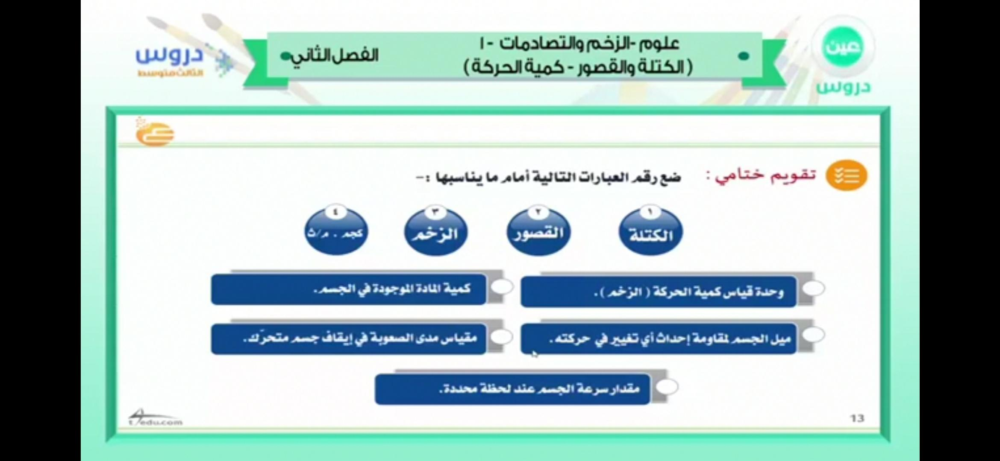 عين
دروس
علوم -الزخم والتصادمات -١
(الكتلة والقصور - كمية الحركة)
الفصل الثاني
دروس
الثالث متوسط
تقويم ختامي :
ضع رقم العبارات التالية أمام ما يناسبها :-
١
الكتلة
٢
القصور
٣
الزخم
٤
كجم . م/ث
وحدة قياس كمية الحركة ( الزخم ).
كمية المادة الموجودة في الجسم.
ميل الجسم لمقاومة إحداث أي تغيير في حركته.
مقياس مدى الصعوبة في إيقاف جسم متحرّك.
مقدار سرعة الجسم عند لحظة محددة.
13